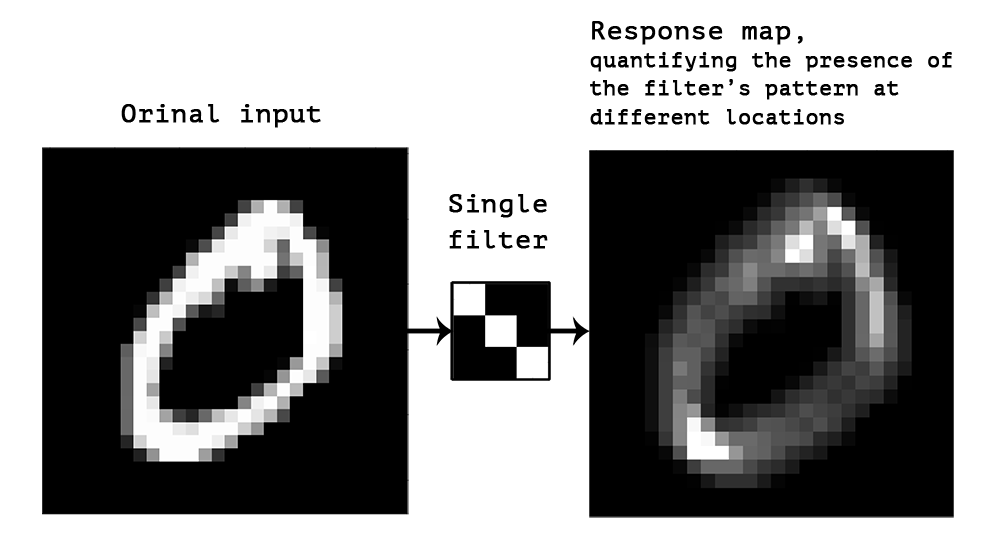 Orinal input
Single
filter
Response map,
quantifying the presence of
the filter’s pattern at
different locations